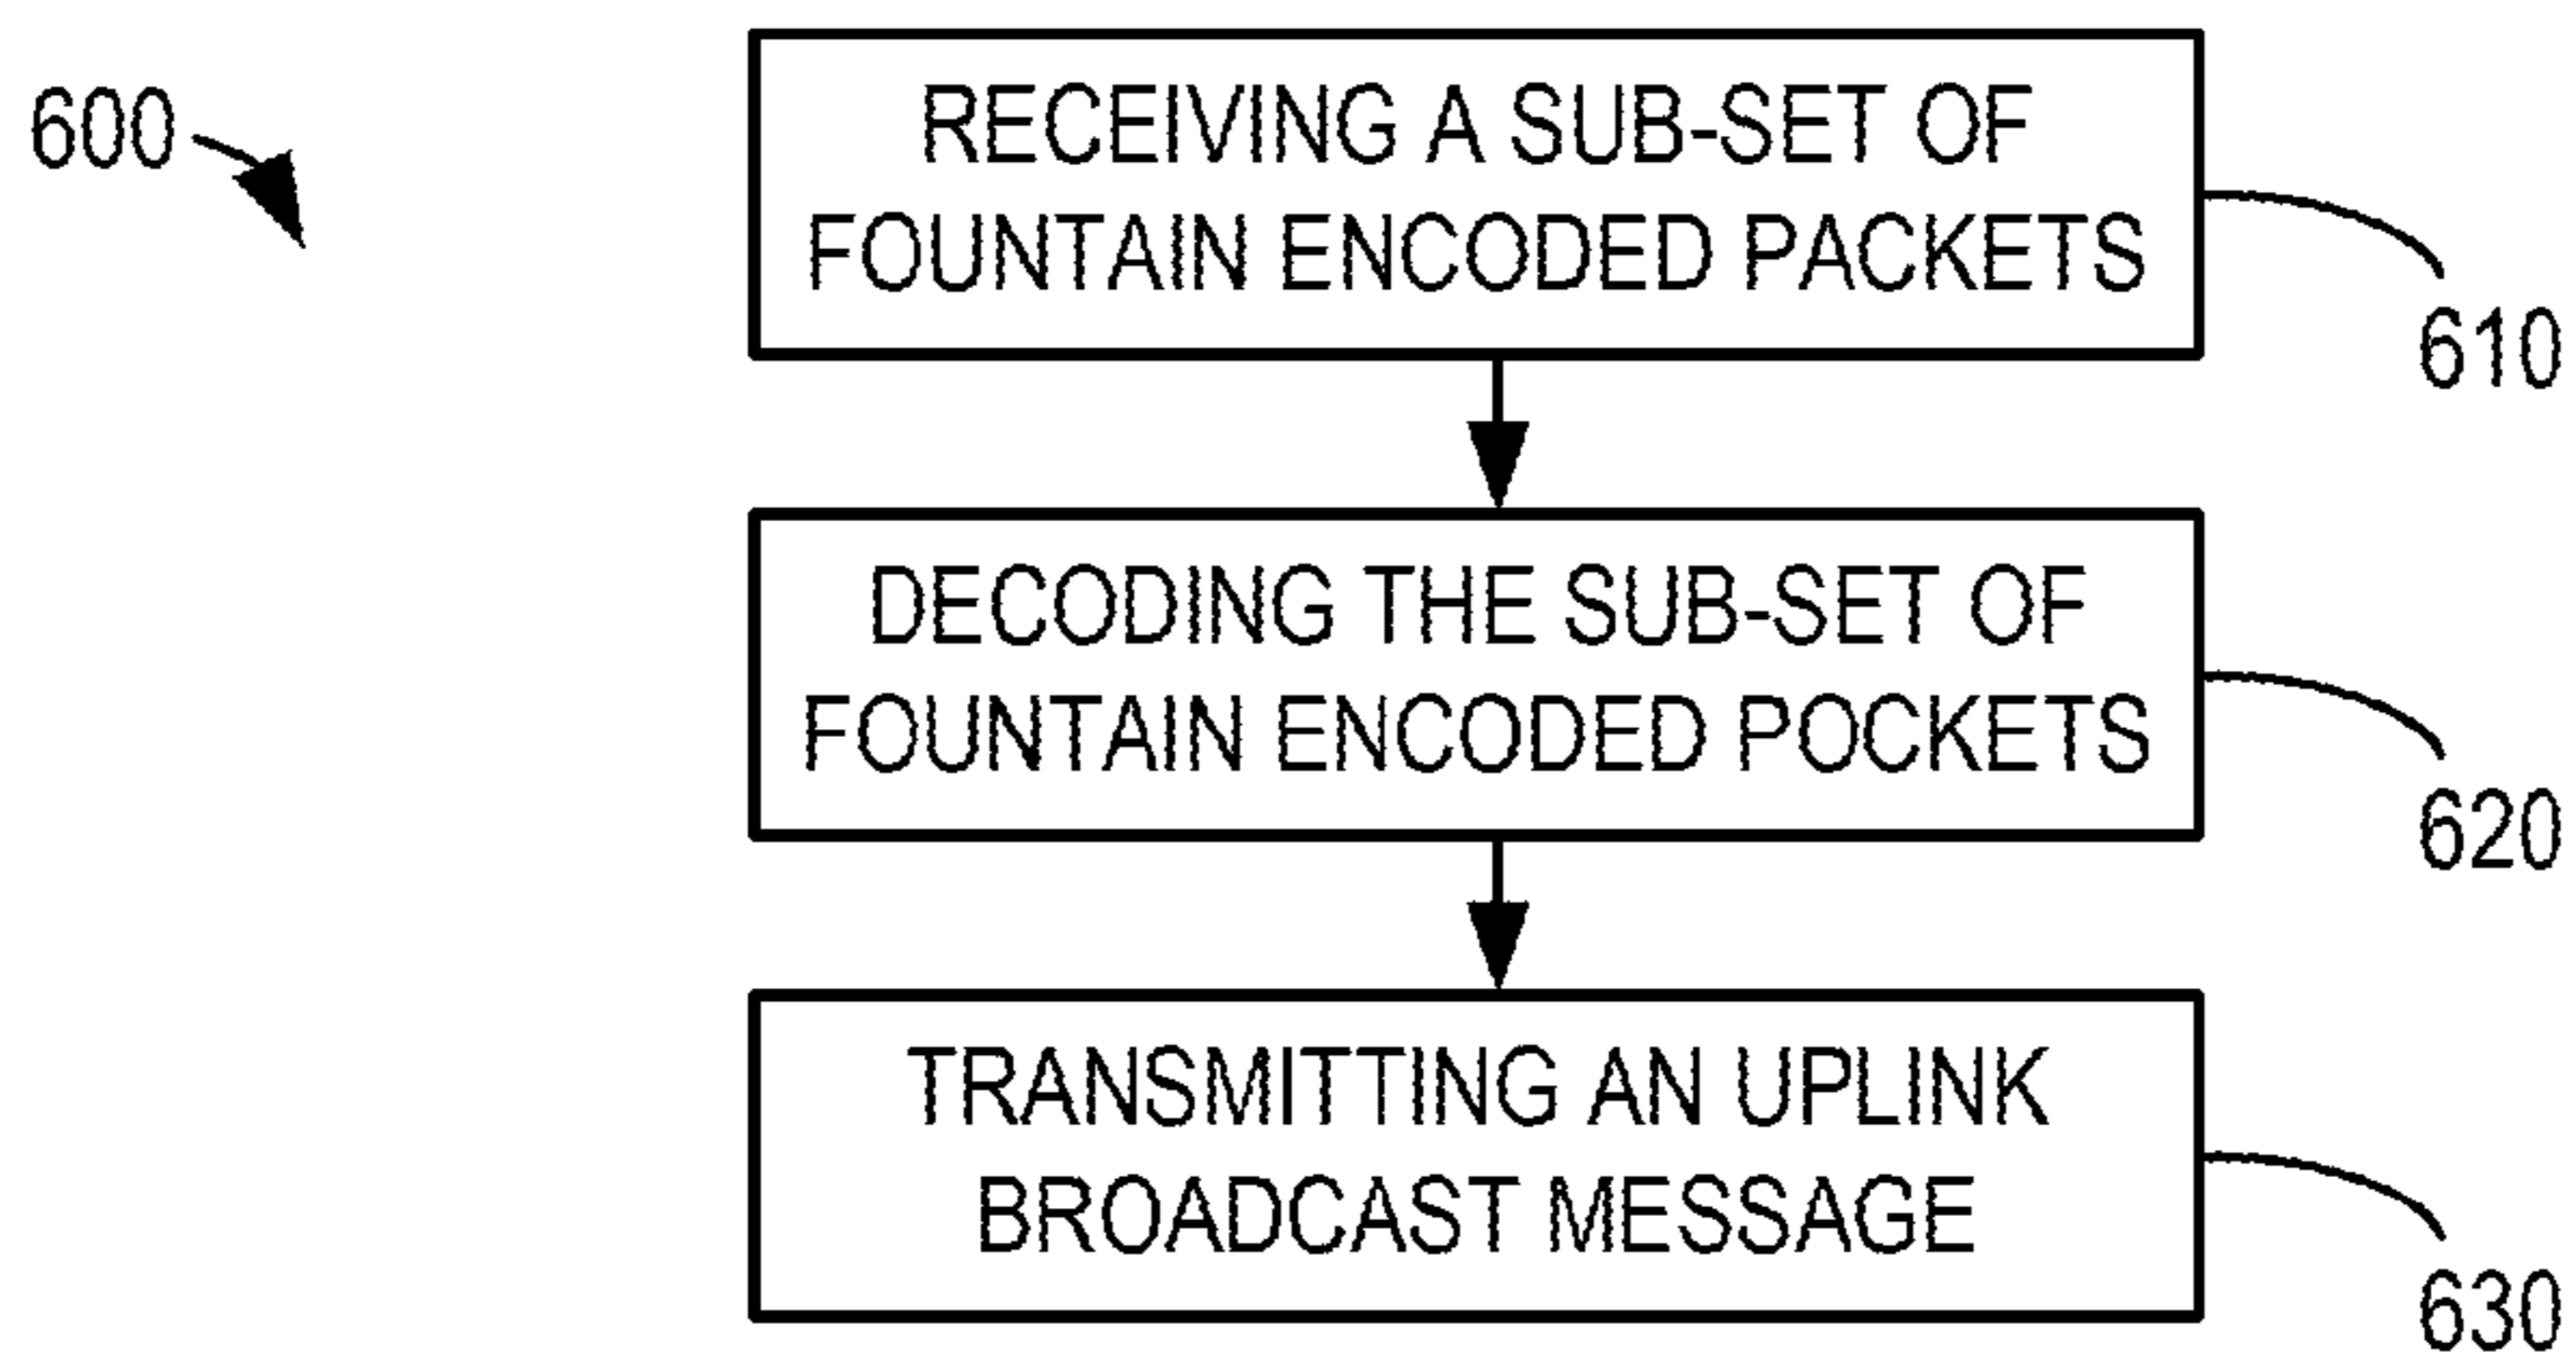 600
RECEIVING A SUB-SET OF
FOUNTAIN ENCODED PACKETS
610
DECODING THE SUB-SET OF
FOUNTAIN ENCODED POCKETS
620
TRANSMITTING AN UPLINK
BROADCAST MESSAGE
630